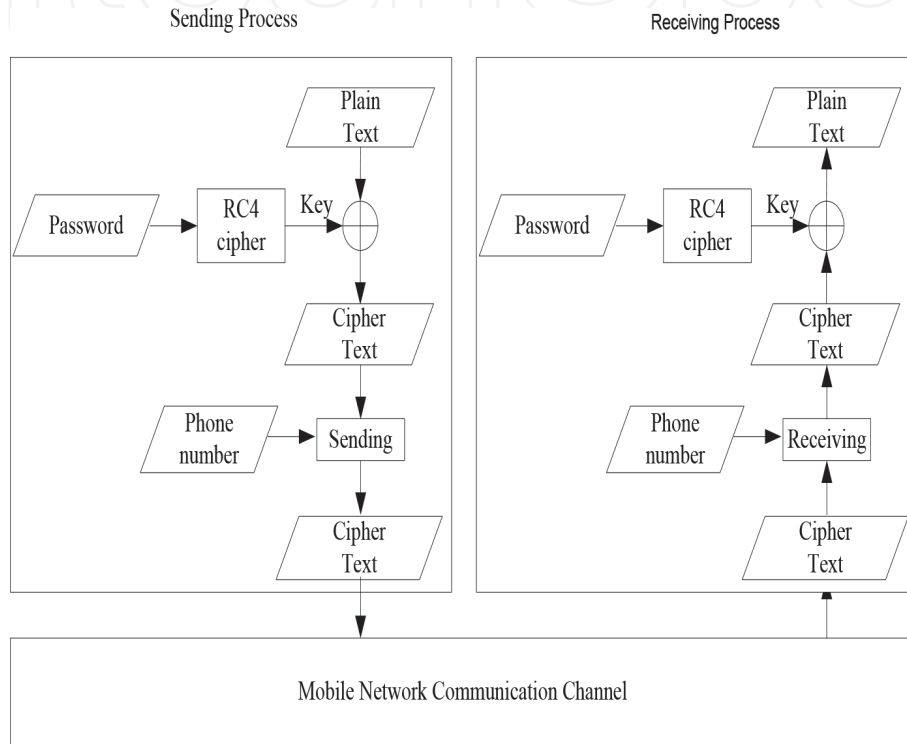 Sending Process
Receiving Process
Plain
Text
Password
RC4
cipher
Key
Cipher
Text
Phone
number
Sending
Cipher
Text
Plain
Text
Password
RC4
cipher
Key
Cipher
Text
Phone
number
Receiving
Cipher
Text
Mobile Network Communication Channel